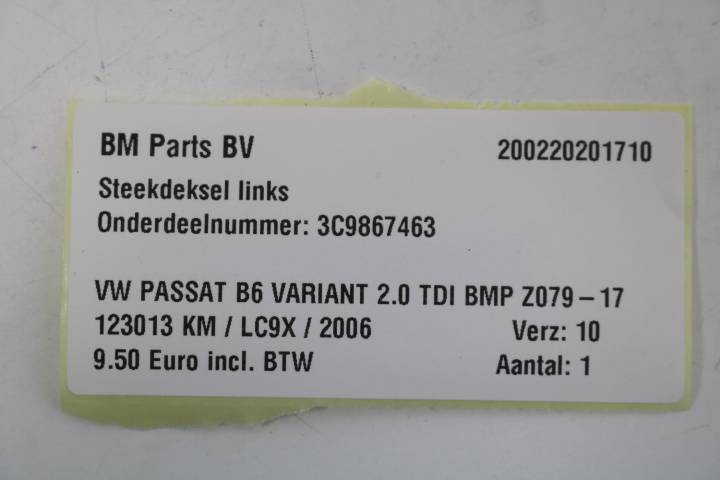 BM Parts BV 200220201710
Steekdeksel links
Onderdeelnummer: 3C9867463
VW PASSAT B6 VARIANT 2.0 TDI BMP Z079-17
123013 KM / LC9X / 2006 Verz: 10
9.50 Euro incl. BTW Aantal: 1